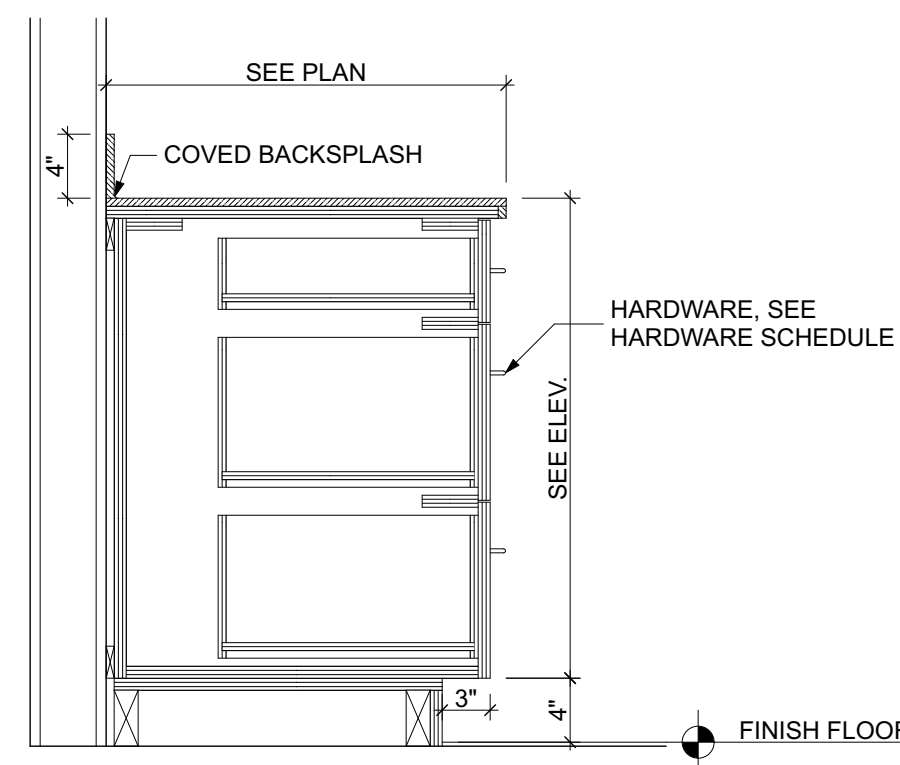 SEE PLAN
4"
COVED BACKSPLASH
HARDWARE, SEE
HARDWARE SCHEDULE
SEE ELEV.
3"
4"
FINISH FLOOR